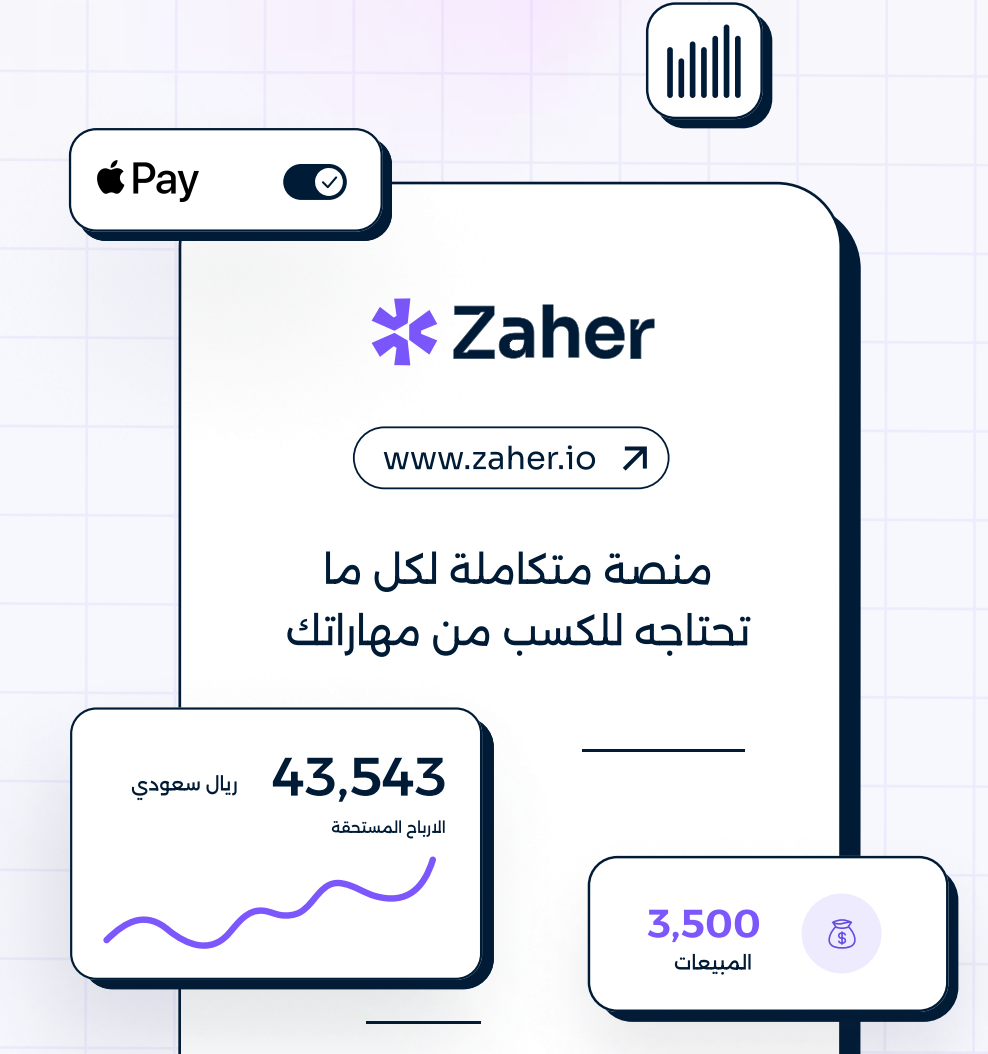 Pay
Zaher
www.zaher.io
منصة متكاملة لكل ما
تحتاجه للكسب من مهاراتك
43,543 ريال سعودي
الارباح المستحقة
3,500
المبيعات